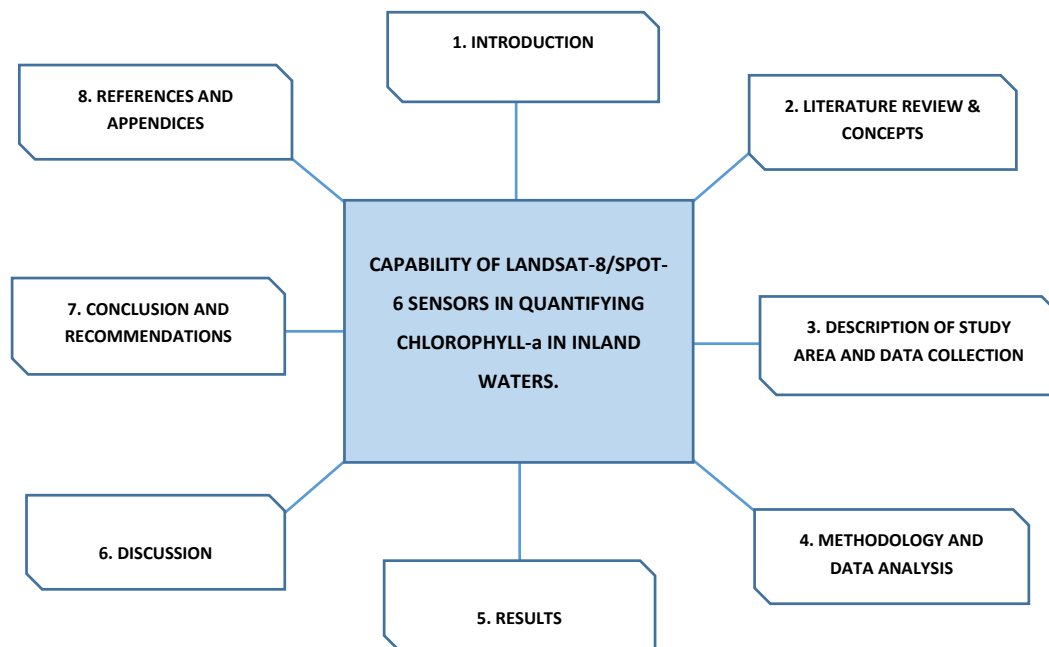 1. INTRODUCTION
2. LITERATURE REVIEW &
CONCEPTS
3. DESCRIPTION OF STUDY
AREA AND DATA COLLECTION
4. METHODOLOGY AND
DATA ANALYSIS
5. RESULTS
6. DISCUSSION
7. CONCLUSION AND
RECOMMENDATIONS
8. REFERENCES AND
APPENDICES
CAPABILITY OF LANDSAT-8/SPOT-
6 SENSORS IN QUANTIFYING
CHLOROPHYLL-a IN INLAND
WATERS.